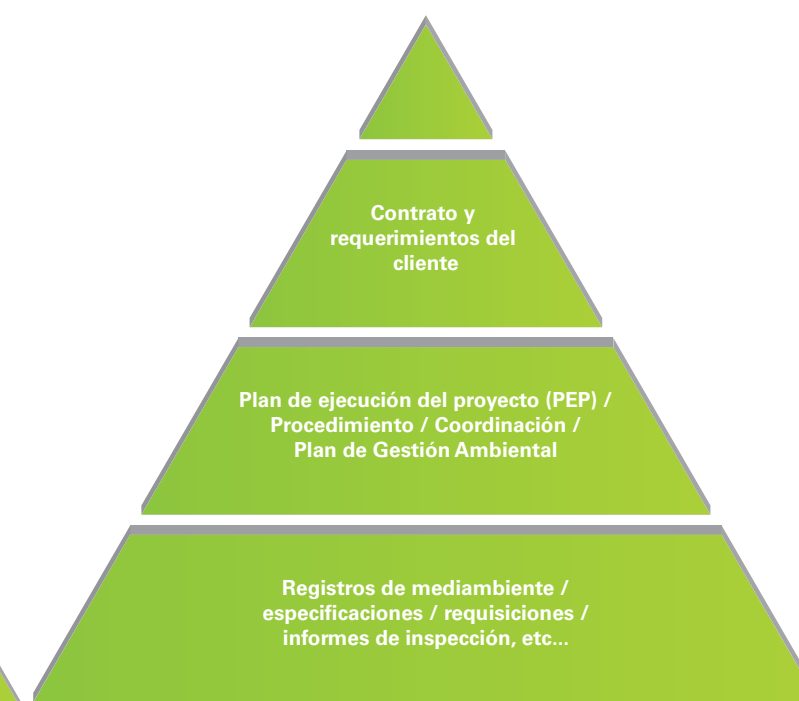 Contrato y
requerimientos del
cliente
Plan de ejecución del proyecto (PEP) /
Procedimiento / Coordinación /
Plan de Gestión Ambiental
Registros de mediambiente /
especificaciones / requisiciones /
informes de inspección, etc...